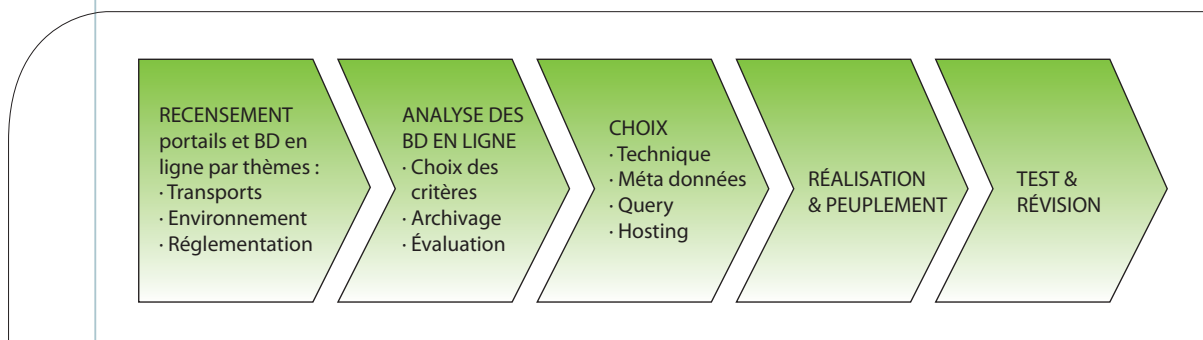 RECENSEMENT
portails et BD en
ligne par thèmes :
· Transports
· Environnement
· Réglementation
ANALYSE DES
BD EN LIGNE
· Choix des
critères
· Archivage
· Évaluation
CHOIX
· Technique
· Méta données
· Query
· Hosting
RÉALISATION
& PEUPLEMENT
TEST &
RÉVISION